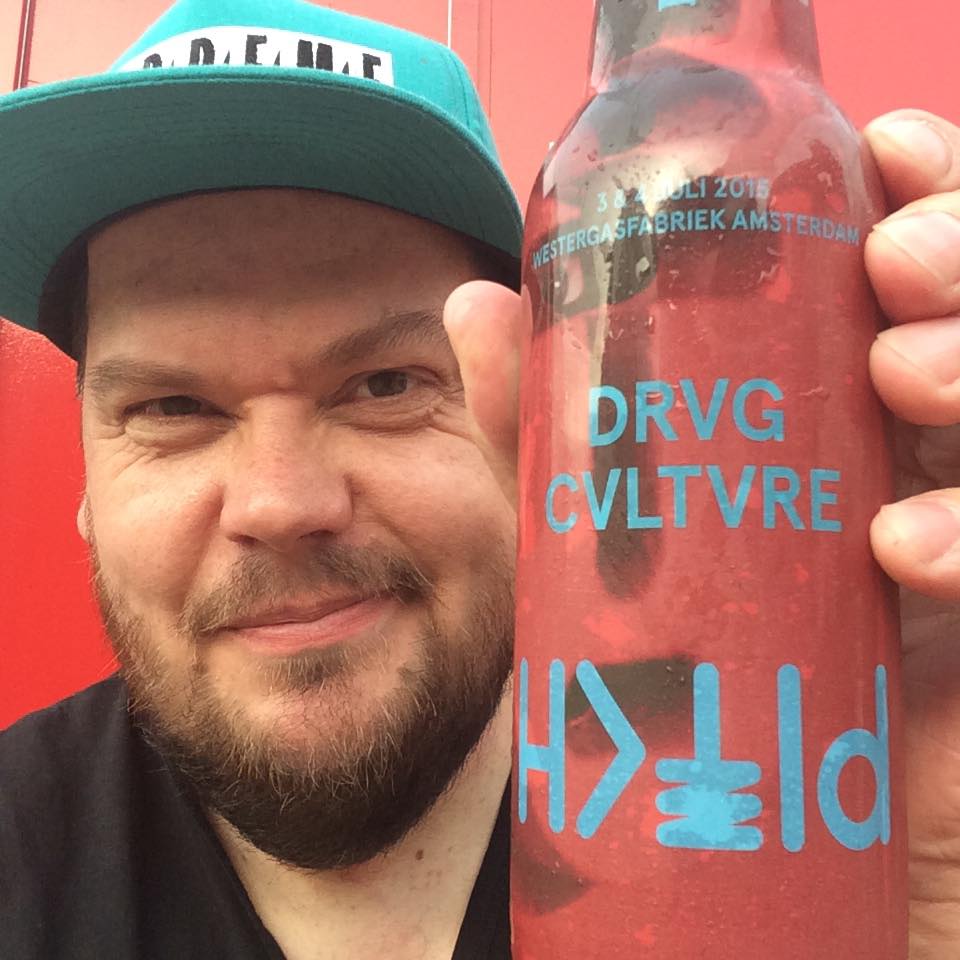 3 & 4 JULI 2015
WESTERGASFABRIEK AMSTERDAM
DRVG
CVLTVRE